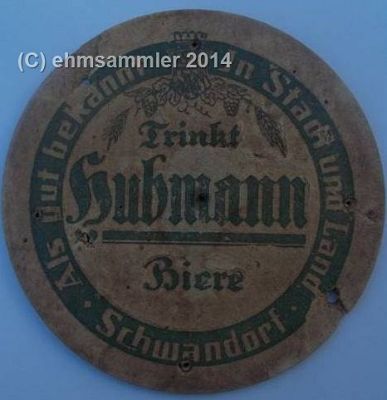 (C) ehmsammler 2014
Als gut bekannt in Stadt und Land
Trinkt
Hubmann
Biere
· Schwandorf ·